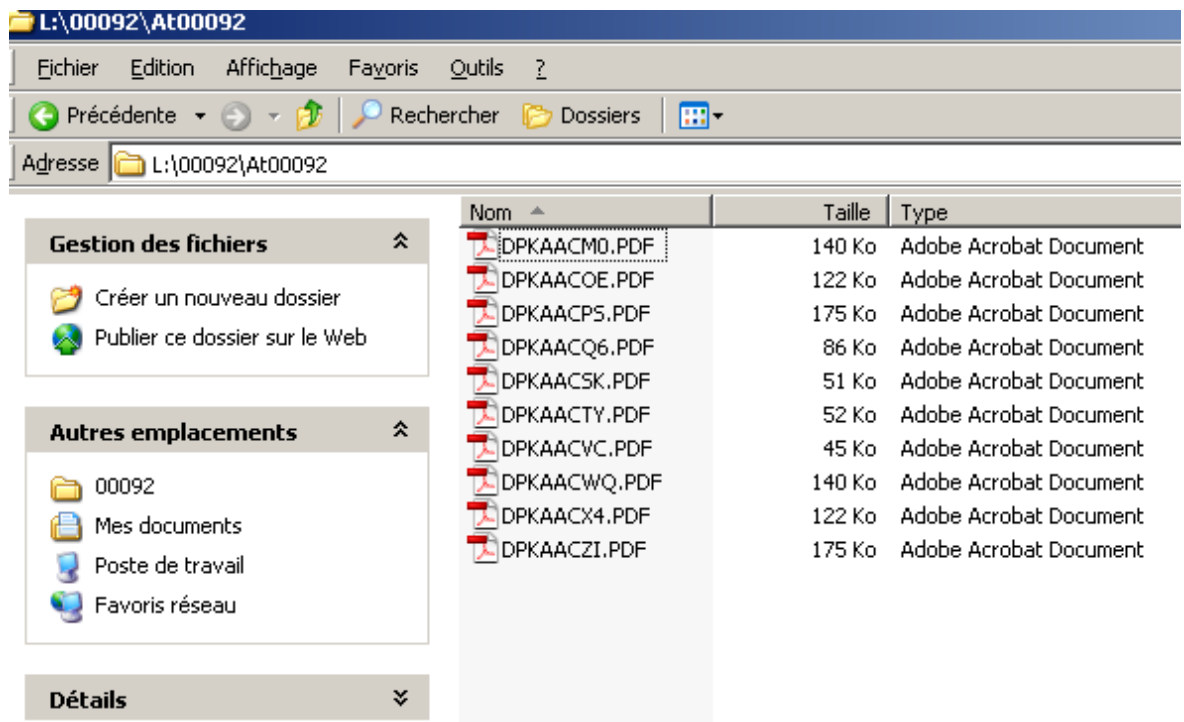 L:\00092\At00092
Fichier Edition Affichage Favoris Outils ?
Précédente Rechercher Dossiers
Adresse L:\00092\At00092
Nom Taille Type
Gestion des fichiers
Créer un nouveau dossier
Publier ce dossier sur le Web
Autres emplacements
00092
Mes documents
Poste de travail
Favoris réseau
Détails
DPKAACM0.PDF 140 Ko Adobe Acrobat Document
DPKAACOE.PDF 122 Ko Adobe Acrobat Document
DPKAACPS.PDF 175 Ko Adobe Acrobat Document
DPKAACQ6.PDF 86 Ko Adobe Acrobat Document
DPKAACSK.PDF 51 Ko Adobe Acrobat Document
DPKAACTY.PDF 52 Ko Adobe Acrobat Document
DPKAACVC.PDF 45 Ko Adobe Acrobat Document
DPKAACWQ.PDF 140 Ko Adobe Acrobat Document
DPKAACX4.PDF 122 Ko Adobe Acrobat Document
DPKAACZI.PDF 175 Ko Adobe Acrobat Document